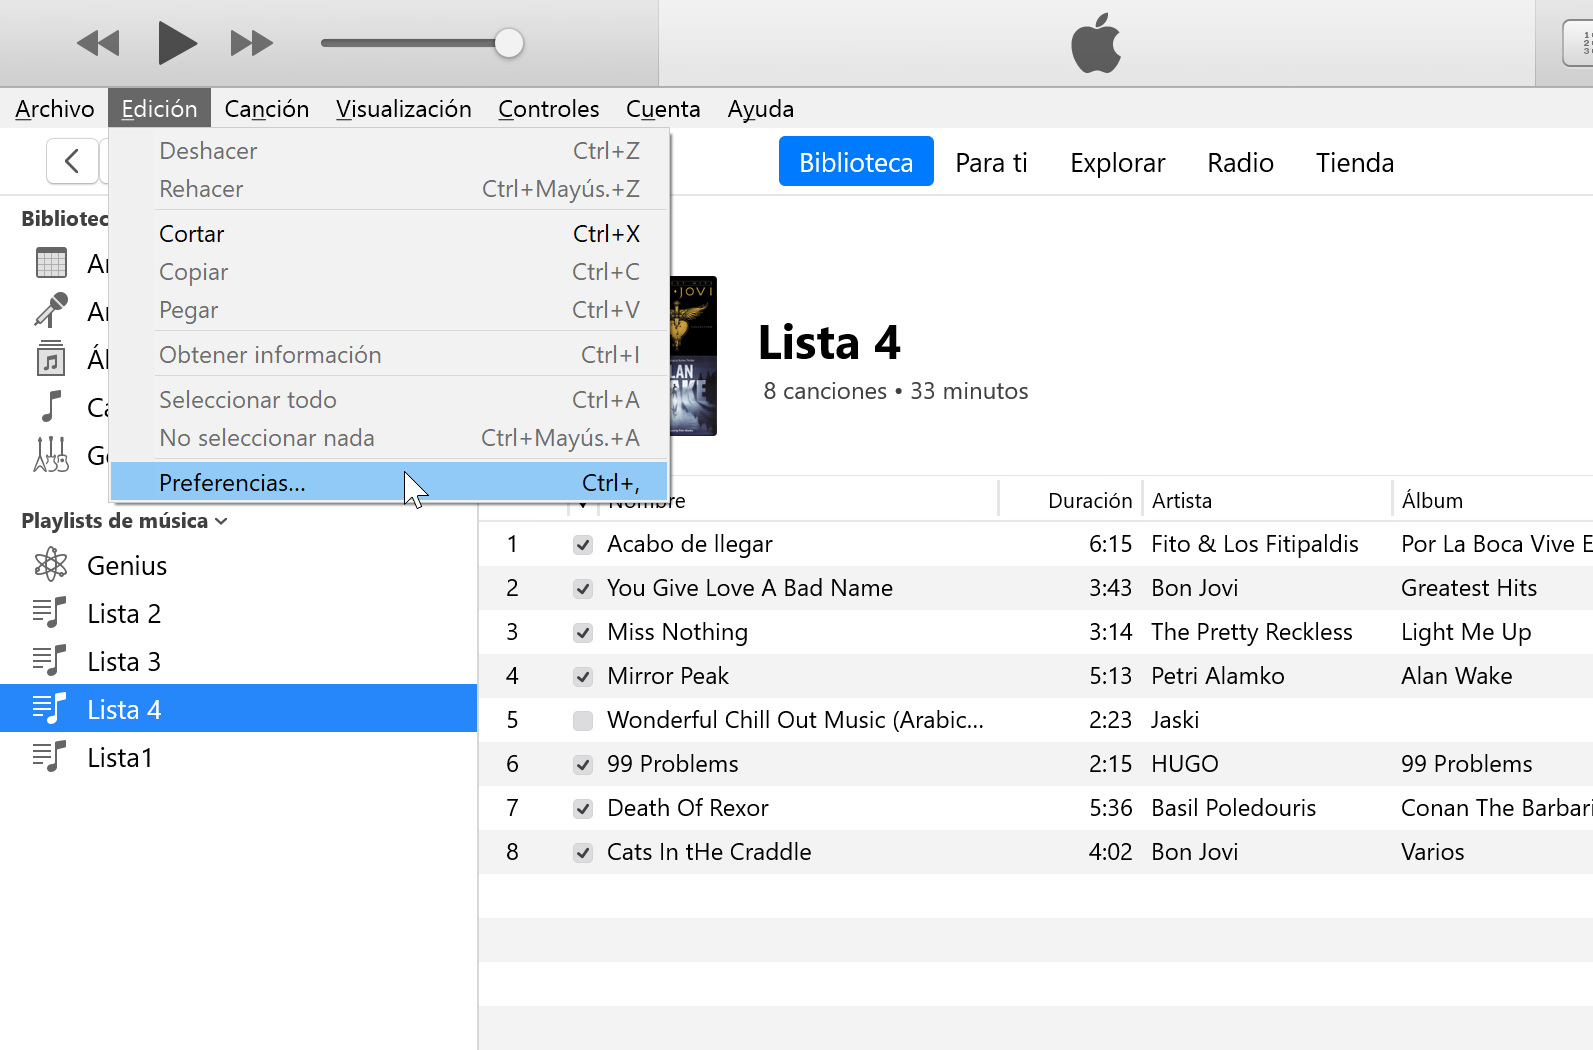 Archivo Edición Canción Visualización Controles Cuenta Ayuda
Deshacer Ctrl+Z
Rehacer Ctrl+Mayús.+Z
Cortar Ctrl+X
Copiar Ctrl+C
Pegar Ctrl+V
Obtener información Ctrl+I
Seleccionar todo Ctrl+A
No seleccionar nada Ctrl+Mayús.+A
Preferencias... Ctrl+,
Biblioteca Para ti Explorar Radio Tienda
Playlists de música
Genius
Lista 2
Lista 3
Lista 4
Lista1
JOVI
Lista 4
8 canciones • 33 minutos
Nombre Duración Artista Álbum
1 Acabo de llegar 6:15 Fito & Los Fitipaldis Por La Boca Vive E
2 You Give Love A Bad Name 3:43 Bon Jovi Greatest Hits
3 Miss Nothing 3:14 The Pretty Reckless Light Me Up
4 Mirror Peak 5:13 Petri Alamko Alan Wake
5 Wonderful Chill Out Music (Arabic... 2:23 Jaski
6 99 Problems 2:15 HUGO 99 Problems
7 Death Of Rexor 5:36 Basil Poledouris Conan The Barbari
8 Cats In tHe Craddle 4:02 Bon Jovi Varios